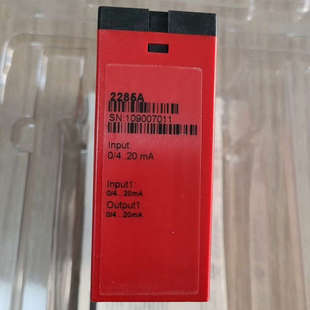 2286A
SN:109007011
Input
0/4..20 mA
Input1:
0/4..20mA
Output1:
0/4..20mA